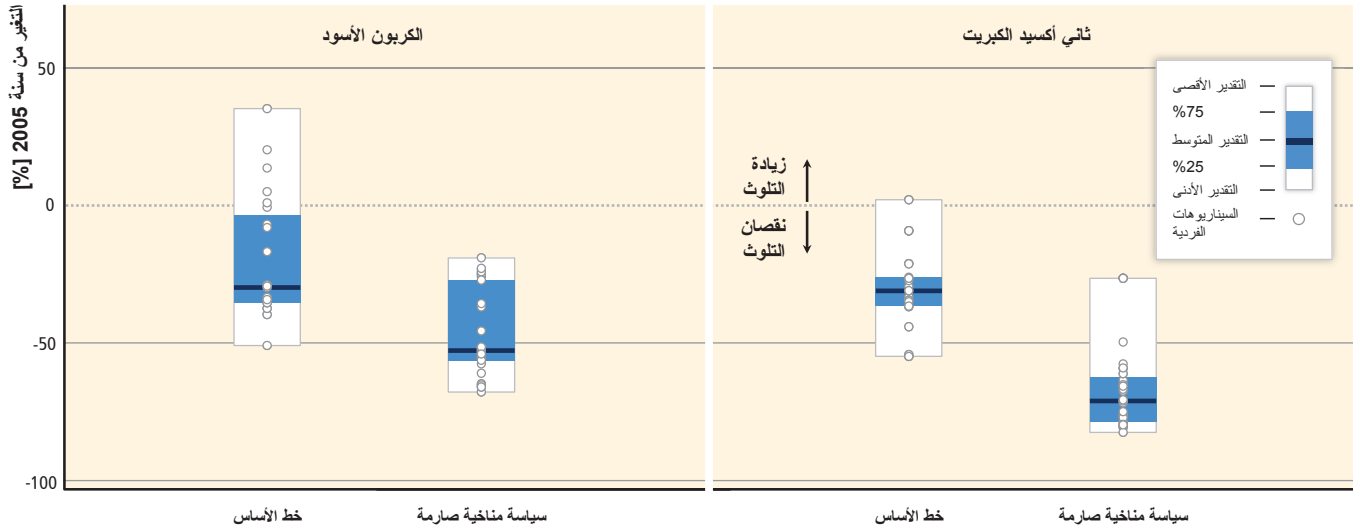 التغير من سنة 2005 [%]
ثاني أكسيد الكبريت
الكربون الأسود
50
0
-50
-100
زيادة
التلوث
نقصان
التلوث
التقدير الأقصى
%75
التقدير المتوسط
%25
التقدير الأدنى
السيناريوهات
الفردية
سياسة مناخية صارمة
خط الأساس
سياسة مناخية صارمة
خط الأساس